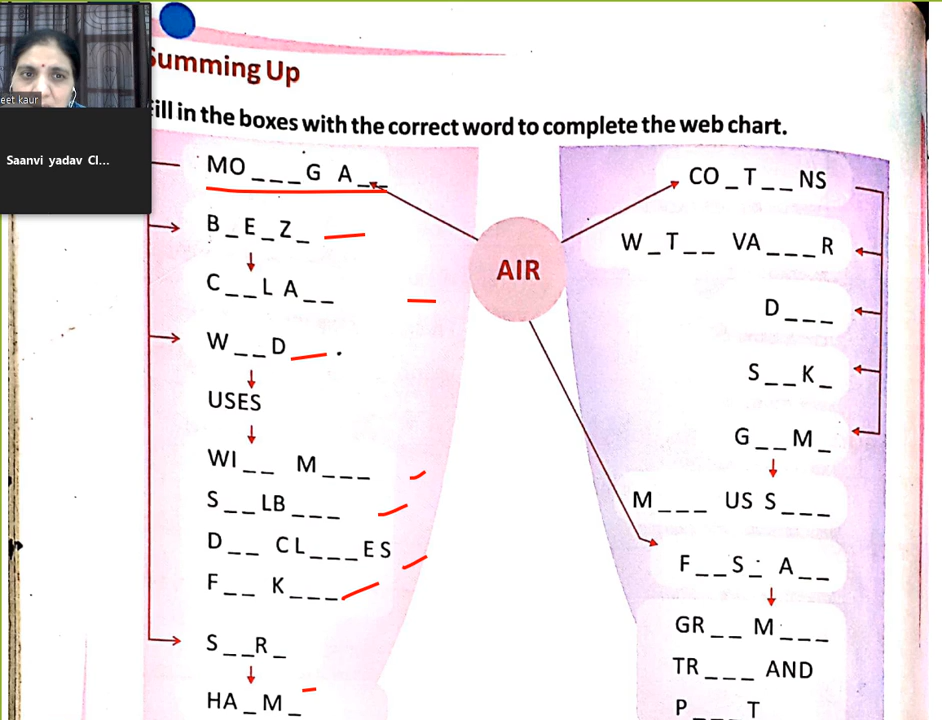 eet kaur
Saanvi yadav Cl...
Summing Up
Fill in the boxes with the correct word to complete the web chart.
MO _ _ _ G A _ _
B _ E _ Z _
C _ _ L A _ _
W _ _ D
USES
WI _ _ M _ _ _
S _ _ LB _ _ _
D _ _ CL _ _ _ E S
F _ _ K _ _ _
S _ _ R _
HA _ M _
AIR
CO _ T _ _ NS
W _ T _ _ VA _ _ _ R
D _ _ _
S _ _ K _
G _ _ M _
M _ _ _ US S _ _ _
F _ _ S _ A _ _
GR _ _ M _ _ _
TR _ _ _ AND
P _ _ _ T